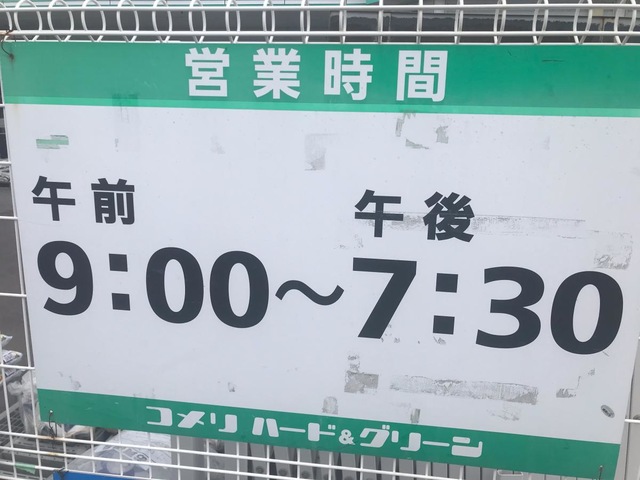 営業時間
午前 午後
9:00～7:30
コメリ ハード&グリーン